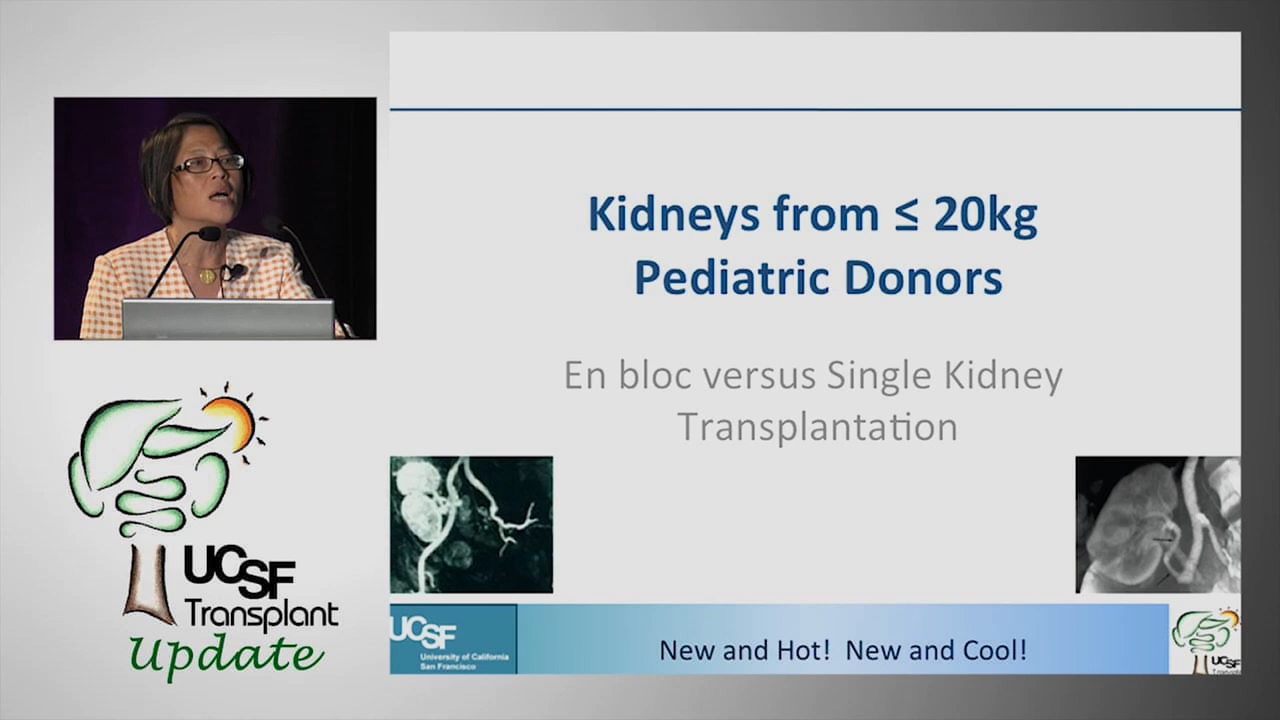 Kidneys from ≤ 20kg
Pediatric Donors
En bloc versus Single Kidney
Transplantation
UCSF
Transplant
Update
UCSF
University of California
San Francisco
New and Hot! New and Cool!
UCSF